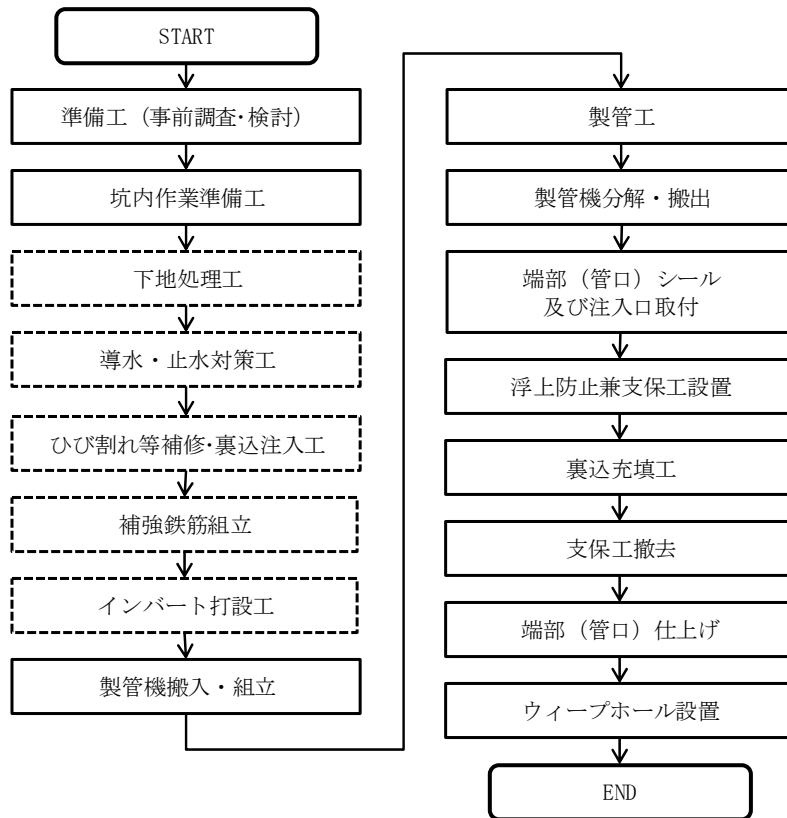 START
準備工（事前調査･検討）
坑内作業準備工
下地処理工
導水・止水対策工
ひび割れ等補修･裏込注入工
補強鉄筋組立
インバート打設工
製管機搬入・組立
製管工
製管機分解・搬出
端部（管口）シール
及び注入口取付
浮上防止兼支保工設置
裏込充填工
支保工撤去
端部（管口）仕上げ
ウィープホール設置
END